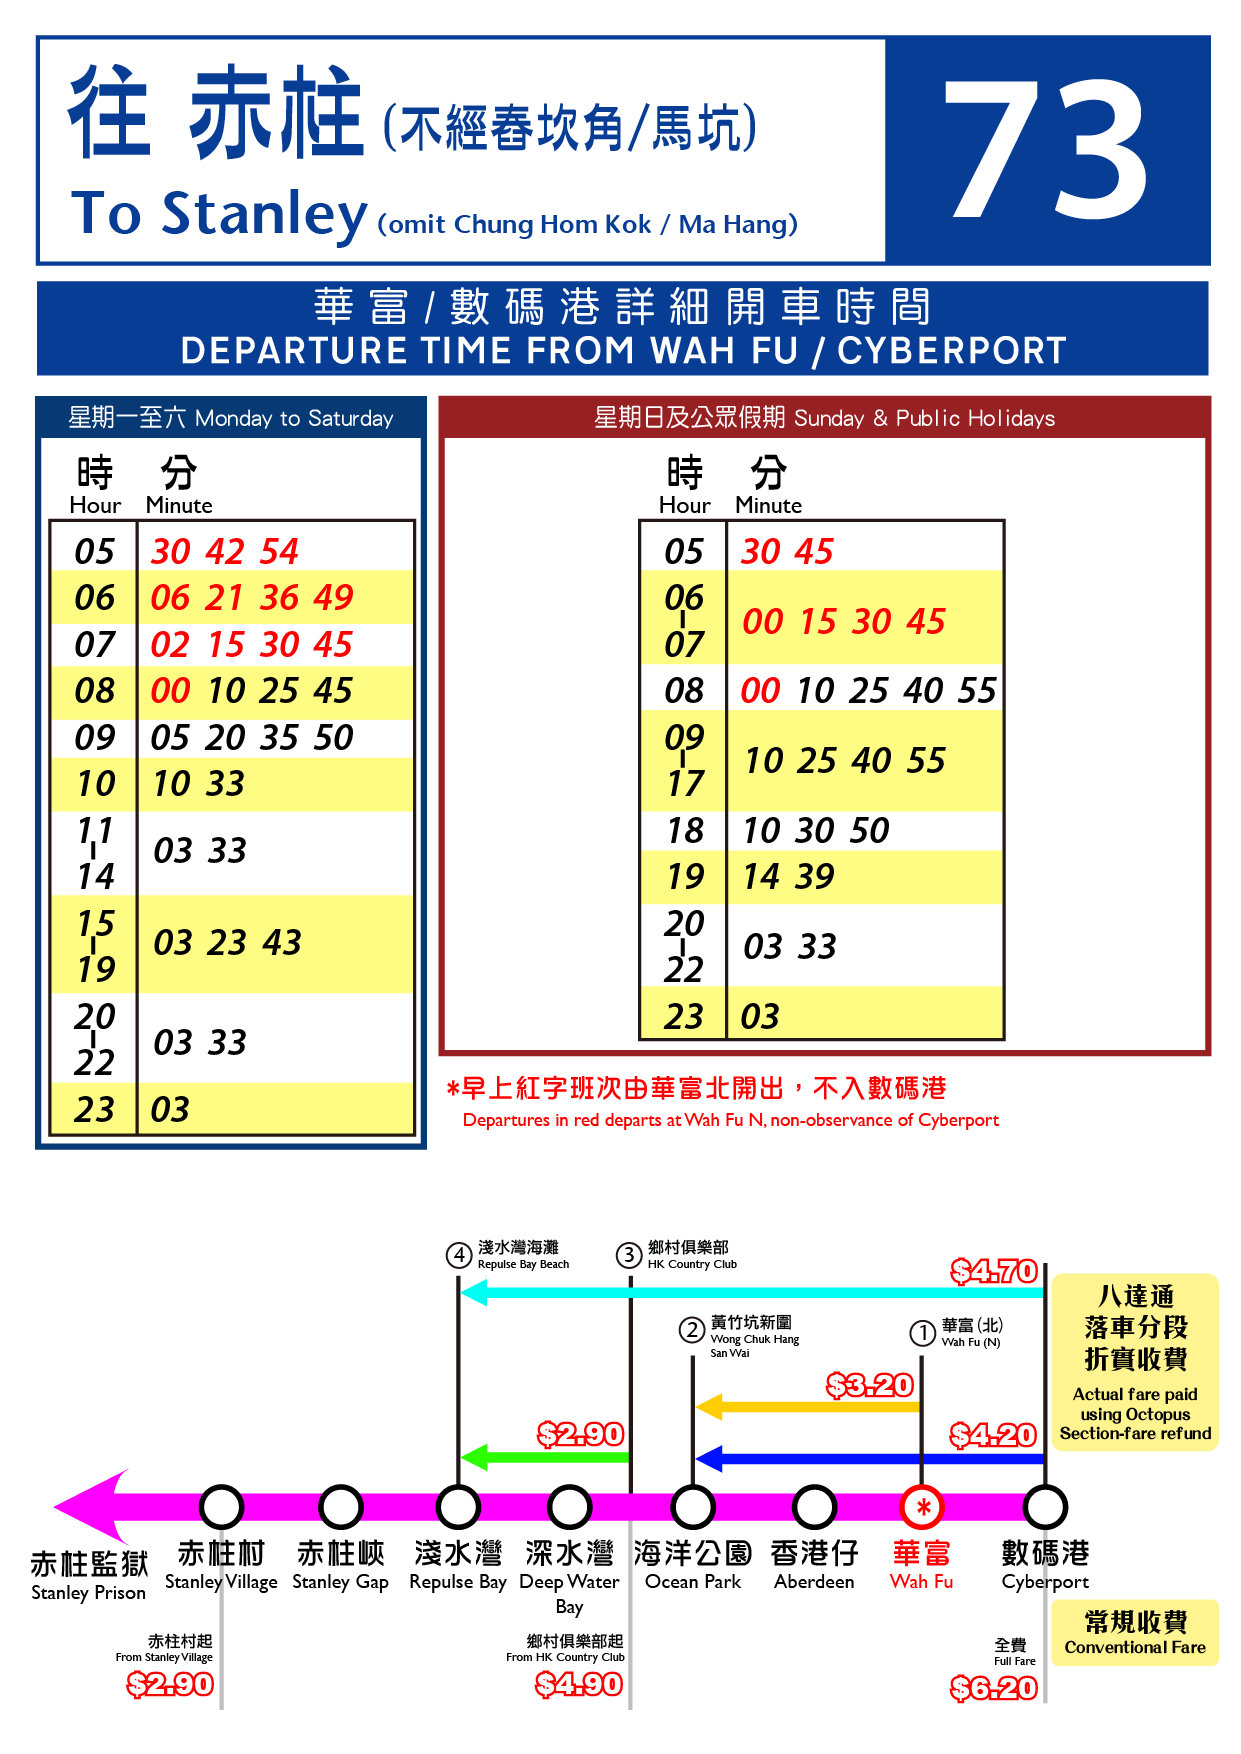 往 赤柱 (不經舂坎角/馬坑)
To Stanley (omit Chung Hom Kok / Ma Hang)
73
華富/數碼港詳細開車時間
DEPARTURE TIME FROM WAH FU / CYBERPORT
星期一至六 Monday to Saturday
時 分
Hour Minute
05 30 42 54
06 06 21 36 49
07 02 15 30 45
08 00 10 25 45
09 05 20 35 50
10 10 33
11
03 33
14
15
03 23 43
19
20
03 33
22
23 03
星期日及公眾假期 Sunday & Public Holidays
時 分
Hour Minute
05 30 45
06
00 15 30 45
07
08 00 10 25 40 55
09
10 25 40 55
17
18 10 30 50
19 14 39
20
03 33
22
23 03
*早上紅字班次由華富北開出，不入數碼港
Departures in red departs at Wah Fu N, non-observance of Cyberport
④ 淺水灣海灘
Repulse Bay Beach
③ 鄉村俱樂部
HK Country Club
$4.70
② 黃竹坑新圍
Wong Chuk Hang
San Wai
① 華富(北)
Wah Fu (N)
$3.20
$2.90
$4.20
八達通
落車分段
折實收費
Actual fare paid
using Octopus
Section-fare refund
*
赤柱監獄
Stanley Prison
赤柱村
Stanley Village
赤柱峽
Stanley Gap
淺水灣
Repulse Bay
深水灣
Deep Water
Bay
海洋公園
Ocean Park
香港仔
Aberdeen
華富
Wah Fu
數碼港
Cyberport
赤柱村起
From Stanley Village
$2.90
鄉村俱樂部起
From HK Country Club
$4.90
全費
Full Fare
$6.20
常規收費
Conventional Fare